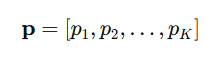 p = [p₁, p₂, . . . , p_K]